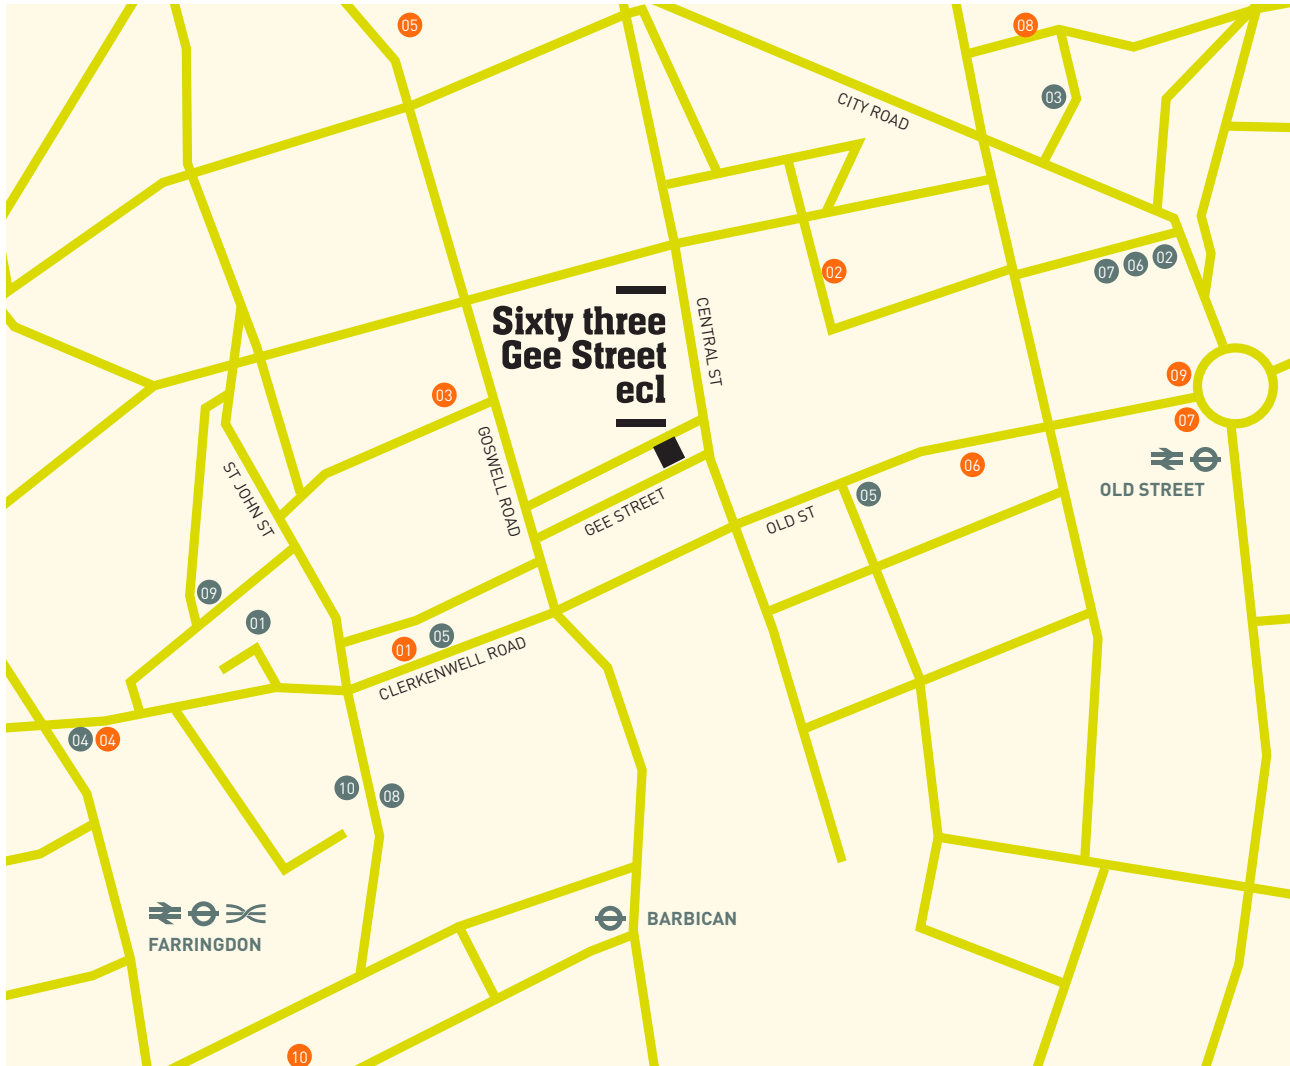 05
08
03
CITY ROAD
02
07
06
02
Sixty three
Gee Street
ec1
CENTRAL ST
03
09
07
GOSWELL ROAD
ST JOHN ST
GEE STREET
OLD ST
05
06
OLD STREET
09
01
01
05
CLERKENWELL ROAD
04
04
10
08
FARRINGDON
BARBICAN
10